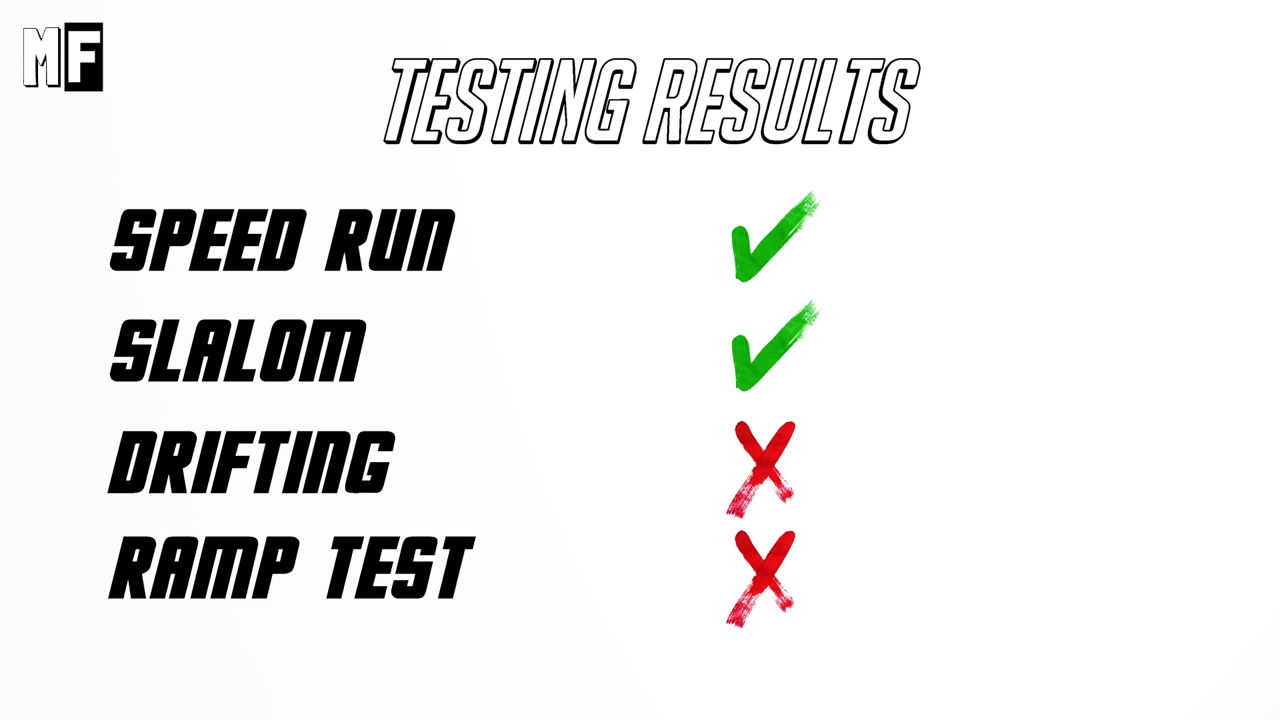 MF
TESTING RESULTS
SPEED RUN
SLALOM
DRIFTING
RAMP TEST